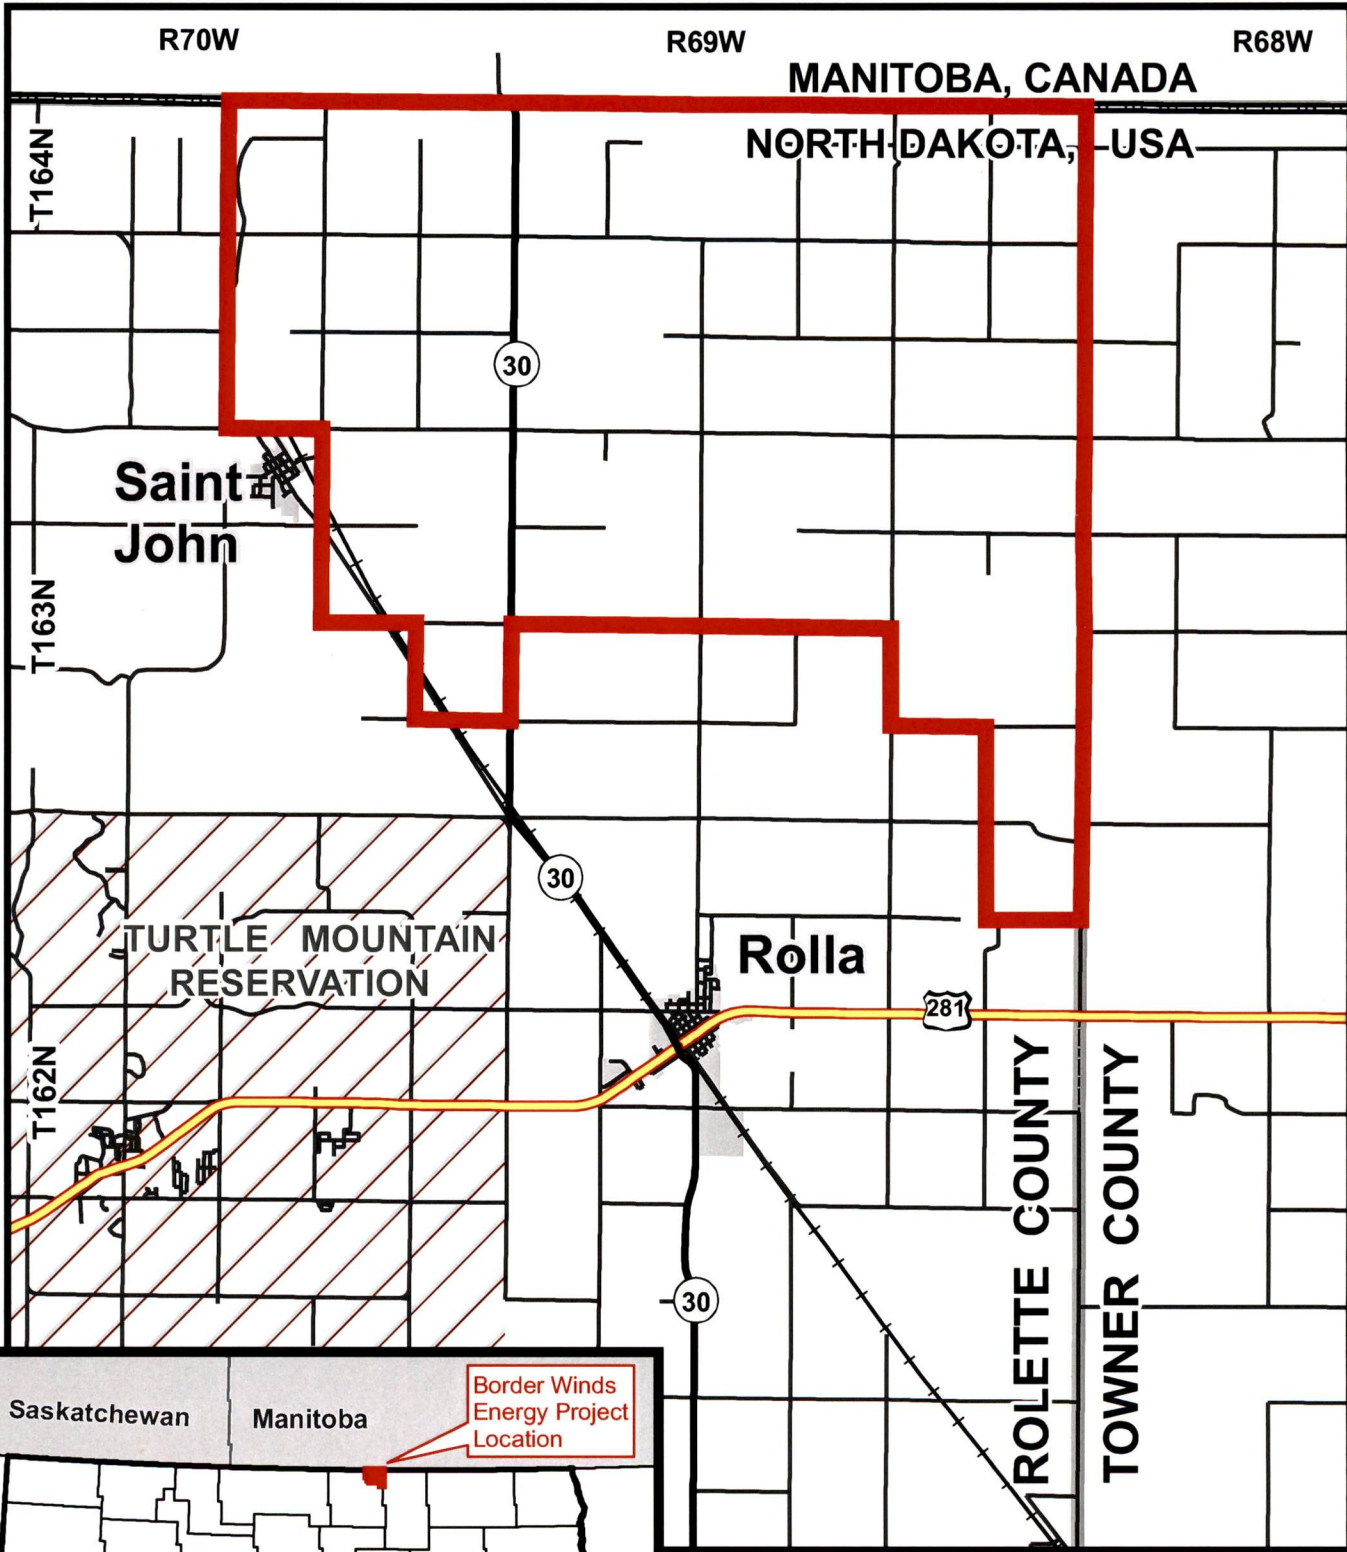 R70W
R69W
R68W
MANITOBA, CANADA
NORTH DAKOTA, USA
T164N
30
Saint
John
T163N
30
TURTLE MOUNTAIN
RESERVATION
Rolla
281
T162N
30
ROLETTE COUNTY
TOWNER COUNTY
Saskatchewan
Manitoba
Border Winds
Energy Project
Location